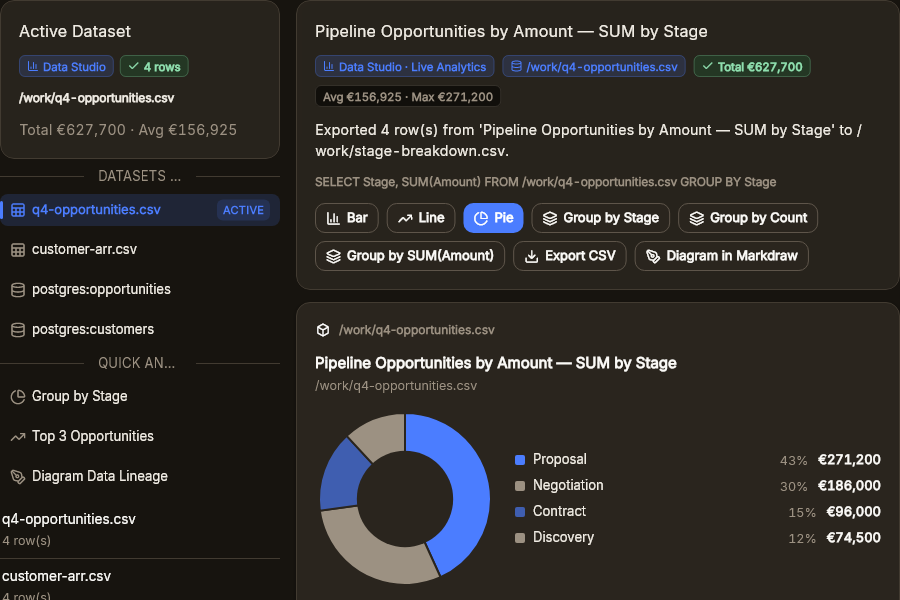 Active Dataset
Data Studio
4 rows
/work/q4-opportunities.csv
Total €627,700 · Avg €156,925
DATASETS ...
q4-opportunities.csv
ACTIVE
customer-arr.csv
postgres:opportunities
postgres:customers
QUICK AN...
Group by Stage
Top 3 Opportunities
Diagram Data Lineage
q4-opportunities.csv
4 row(s)
customer-arr.csv
4 row(s)
Pipeline Opportunities by Amount — SUM by Stage
Data Studio · Live Analytics
/work/q4-opportunities.csv
Total €627,700
Avg €156,925 · Max €271,200
Exported 4 row(s) from 'Pipeline Opportunities by Amount — SUM by Stage' to /
work/stage-breakdown.csv.
SELECT Stage, SUM(Amount) FROM /work/q4-opportunities.csv GROUP BY Stage
Bar
Line
Pie
Group by Stage
Group by Count
Group by SUM(Amount)
Export CSV
Diagram in Markdraw
/work/q4-opportunities.csv
Pipeline Opportunities by Amount — SUM by Stage
/work/q4-opportunities.csv
Proposal 43% €271,200
Negotiation 30% €186,000
Contract 15% €96,000
Discovery 12% €74,500